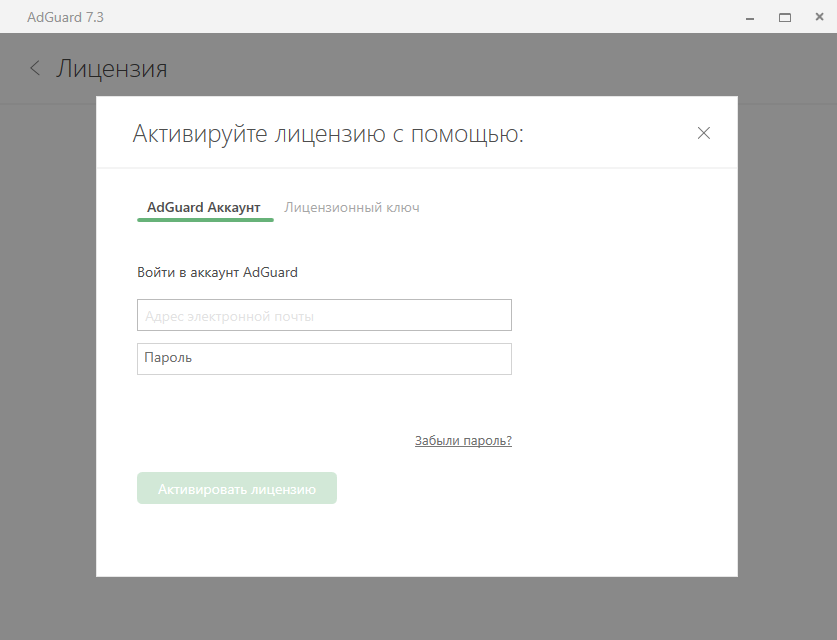 AdGuard 7.3
Лицензия
Активируйте лицензию с помощью:
AdGuard Аккаунт Лицензионный ключ
Войти в аккаунт AdGuard
Адрес электронной почты
Пароль
Забыли пароль?
Активировать лицензию